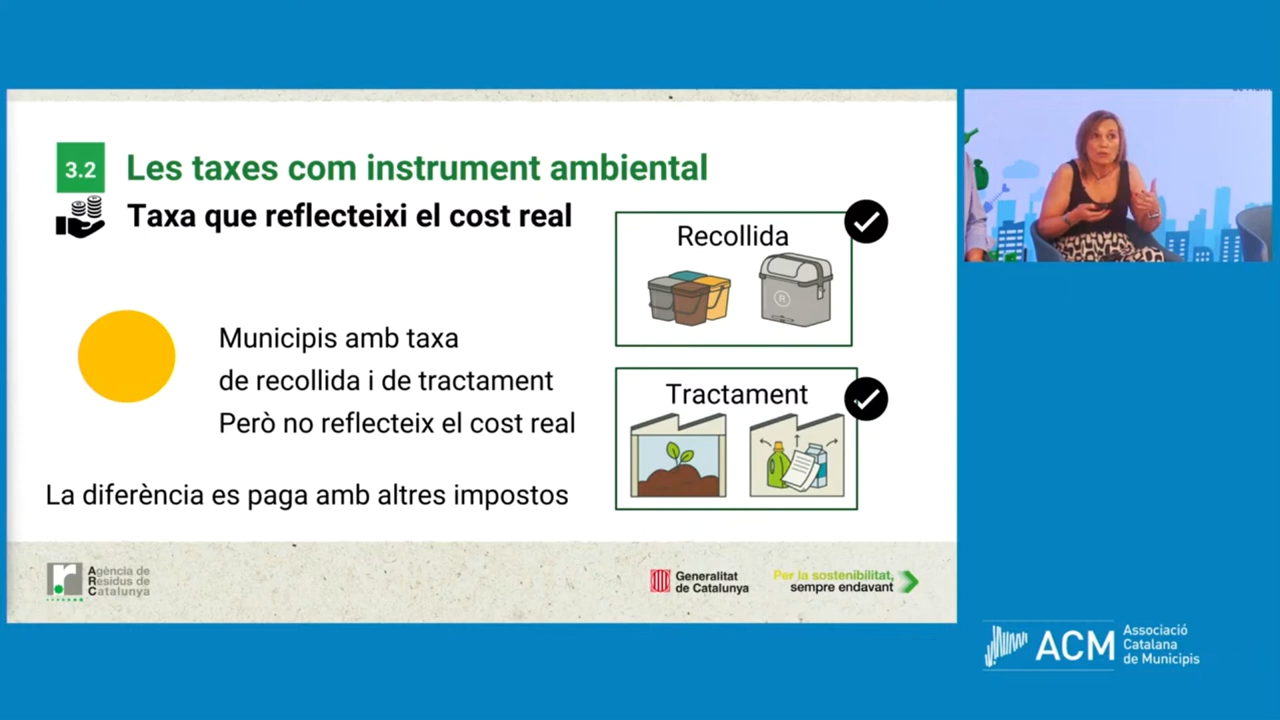 3.2
Les taxes com instrument ambiental
Taxa que reflecteixi el cost real
Recollida
R
Municipis amb taxa
de recollida i de tractament
Però no reflecteix el cost real
Tractament
La diferència es paga amb altres impostos
Agència de
Residus de
Catalunya
Generalitat
de Catalunya
Per la sostenibilitat,
sempre endavant
ACM
Associació
Catalana
de Municipis